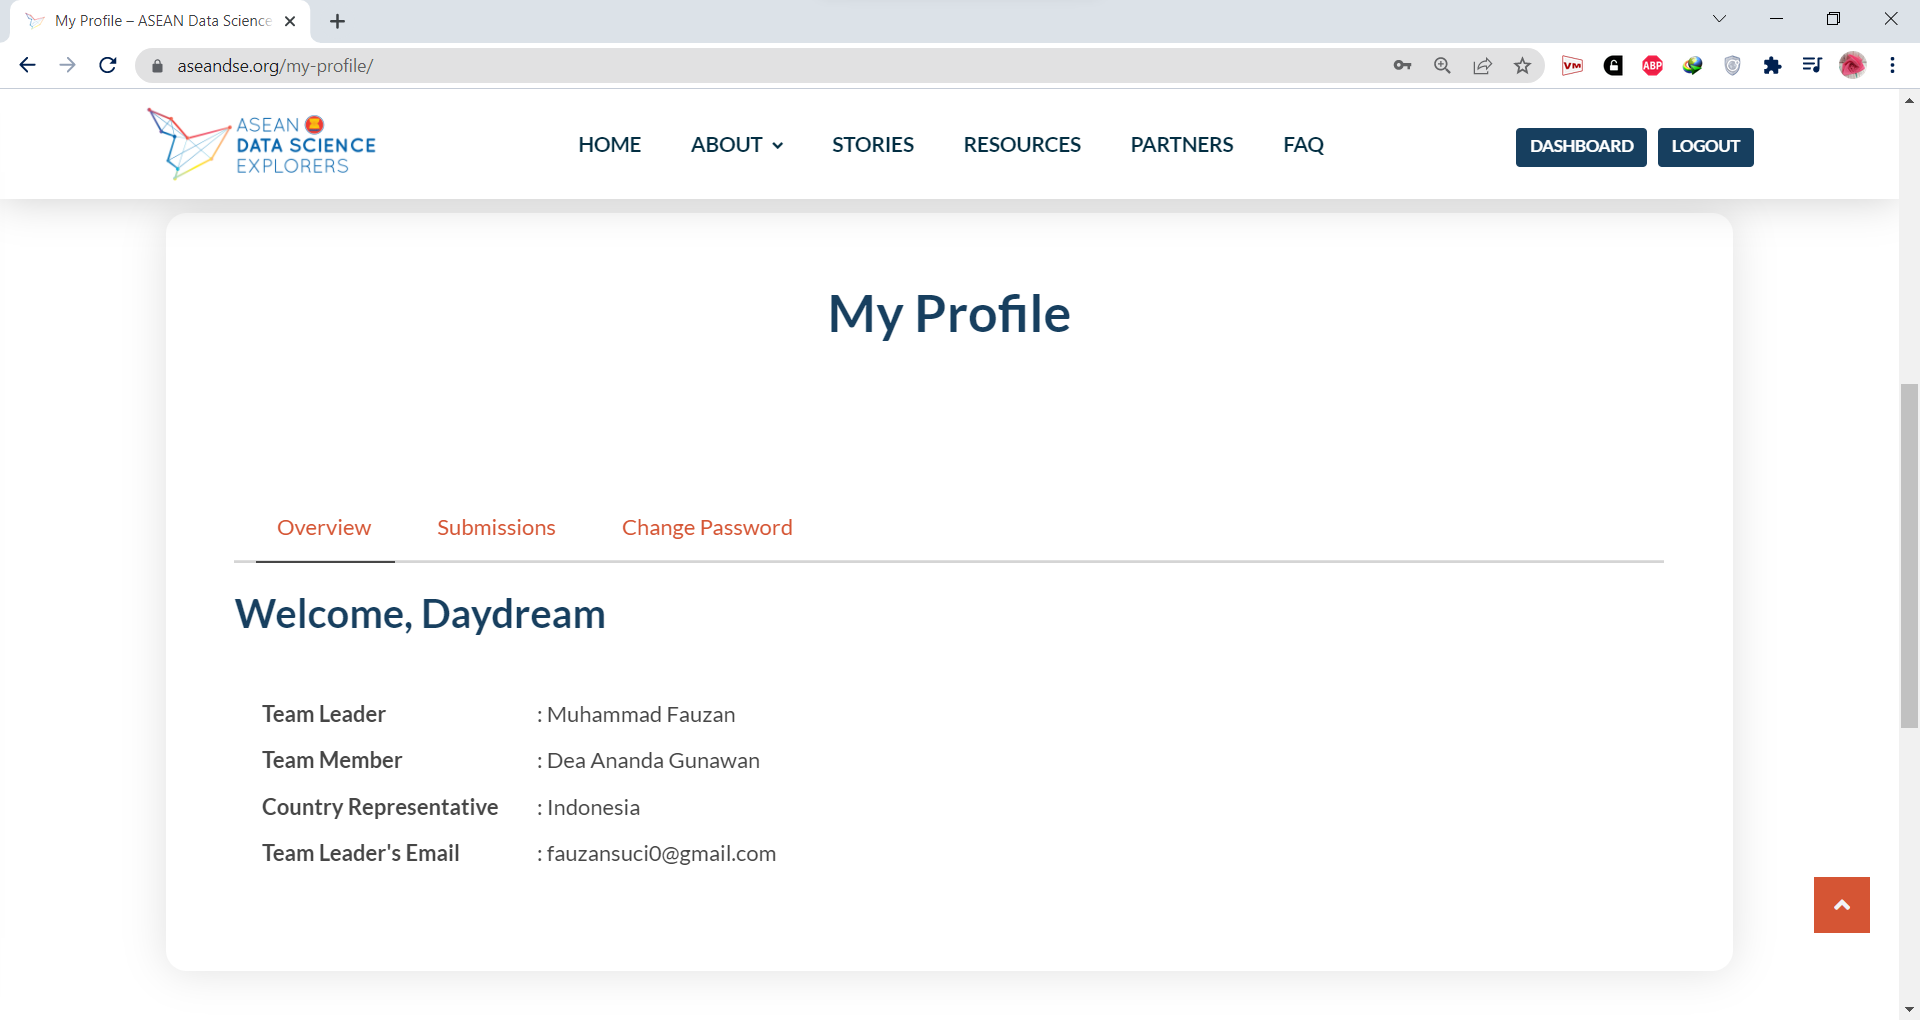 My Profile – ASEAN Data Science
aseandse.org/my-profile/
VM
ABP
ASEAN
DATA SCIENCE
EXPLORERS
HOME ABOUT STORIES RESOURCES PARTNERS FAQ
DASHBOARD LOGOUT
My Profile
Overview Submissions Change Password
Welcome, Daydream
Team Leader : Muhammad Fauzan
Team Member : Dea Ananda Gunawan
Country Representative : Indonesia
Team Leader's Email : fauzansuci0@gmail.com